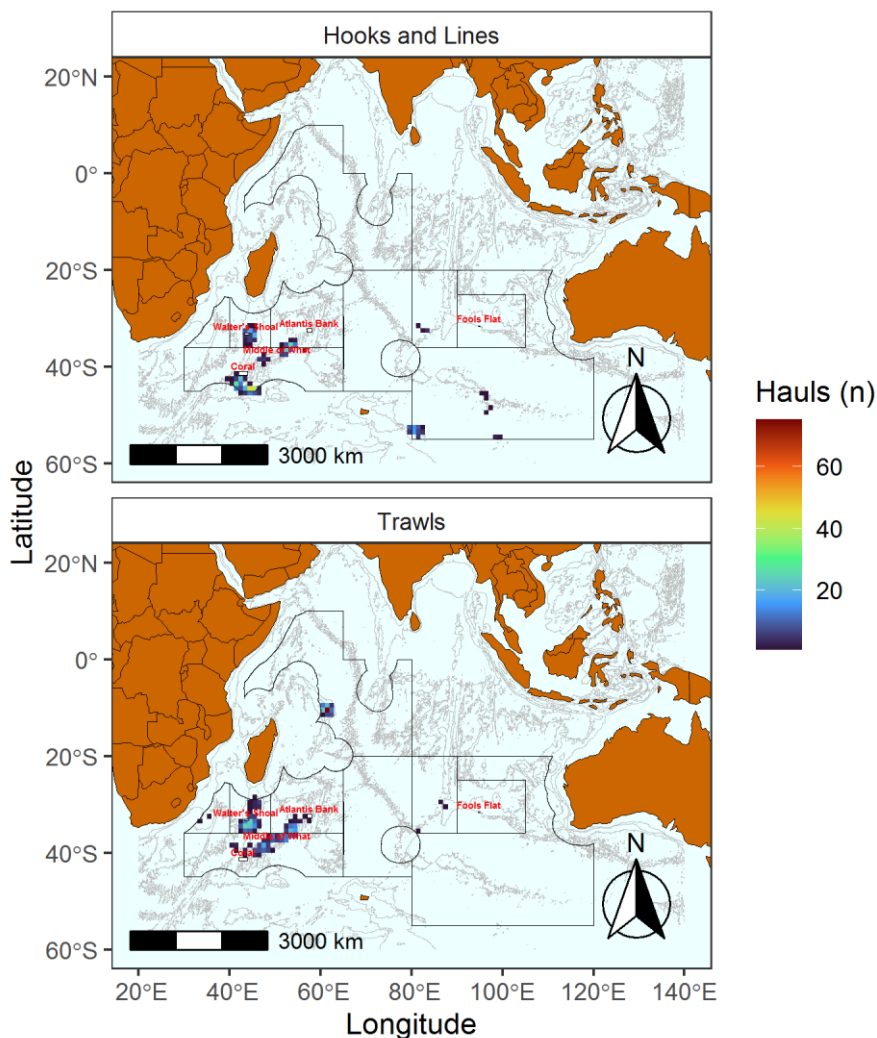 Hooks and Lines
20°N
0°
20°S
40°S
60°S
Walter's Shoal
Atlantis Bank
Middle of What
Coral
Fools Flat
N
3000 km
Hauls (n)
60
40
20
Latitude
Trawls
20°N
0°
20°S
40°S
60°S
Walter's Shoal
Atlantis Bank
Middle of What
Coral
Fools Flat
N
3000 km
20°E
40°E
60°E
80°E
100°E
120°E
140°E
Longitude